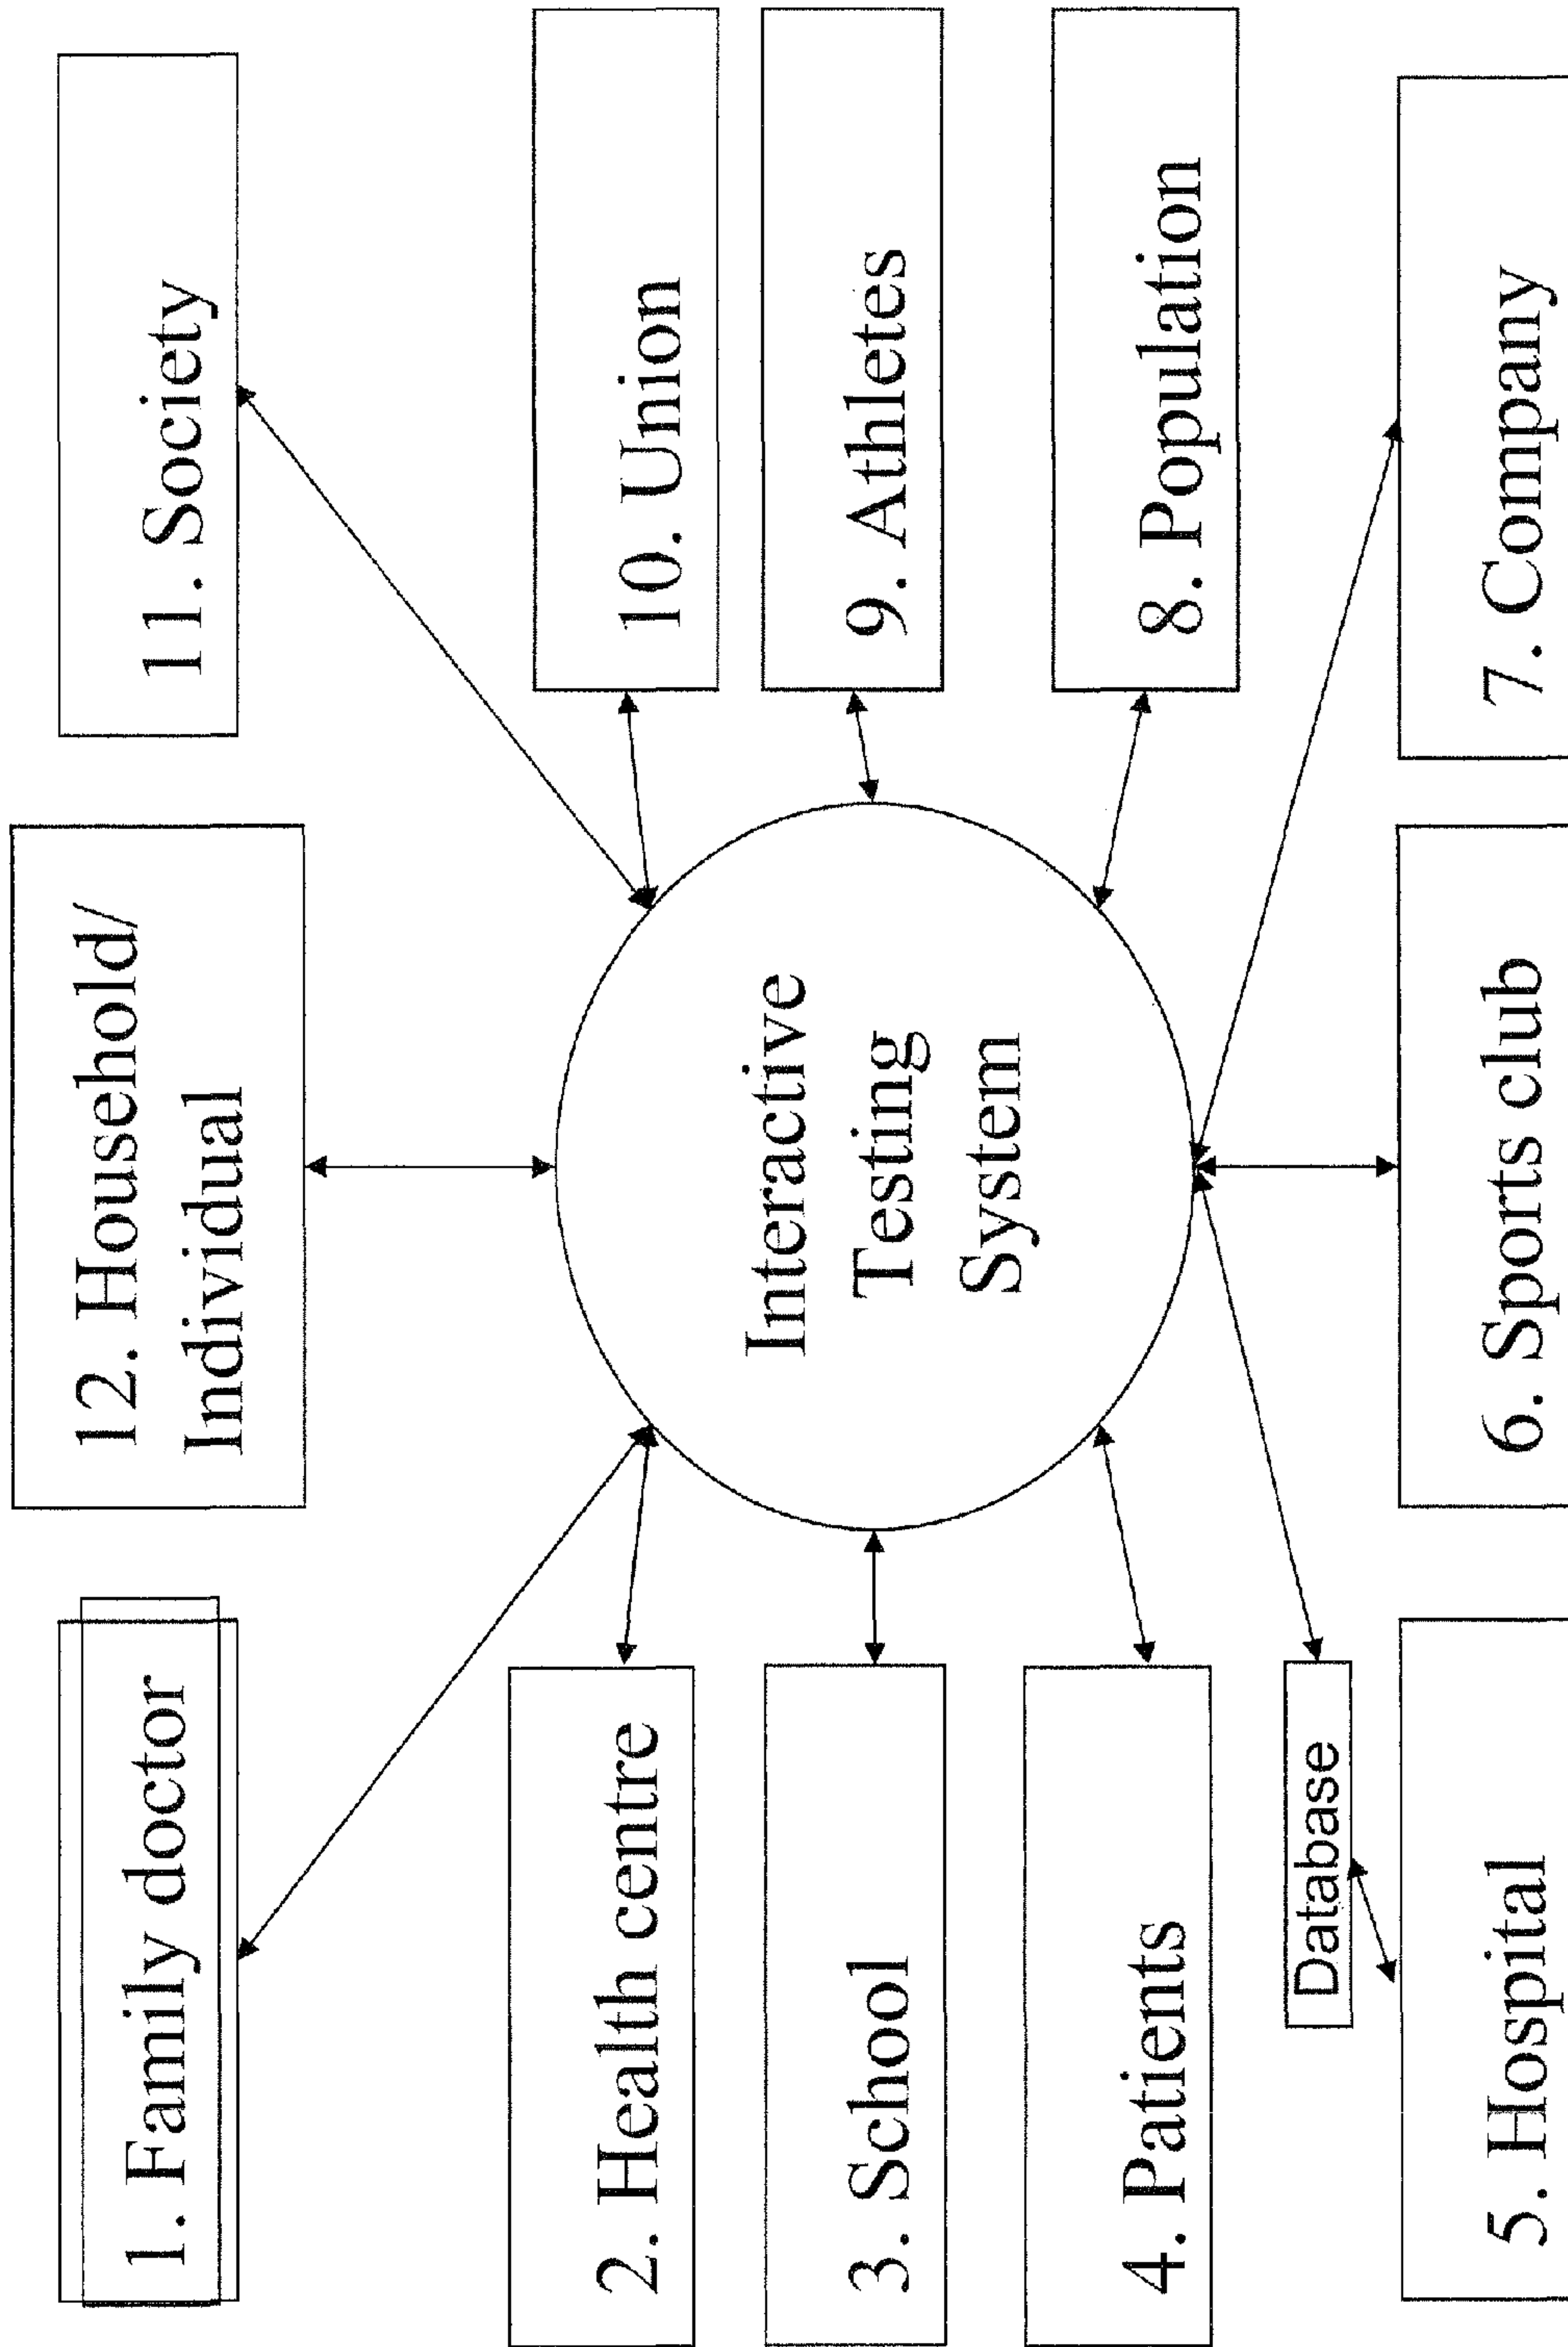 1. Family doctor
12. Household/
Individual
11. Society
2. Health centre
10. Union
Interactive
Testing
System
3. School
9. Athletes
4. Patients
8. Population
Database
5. Hospital
6. Sports club
7. Company